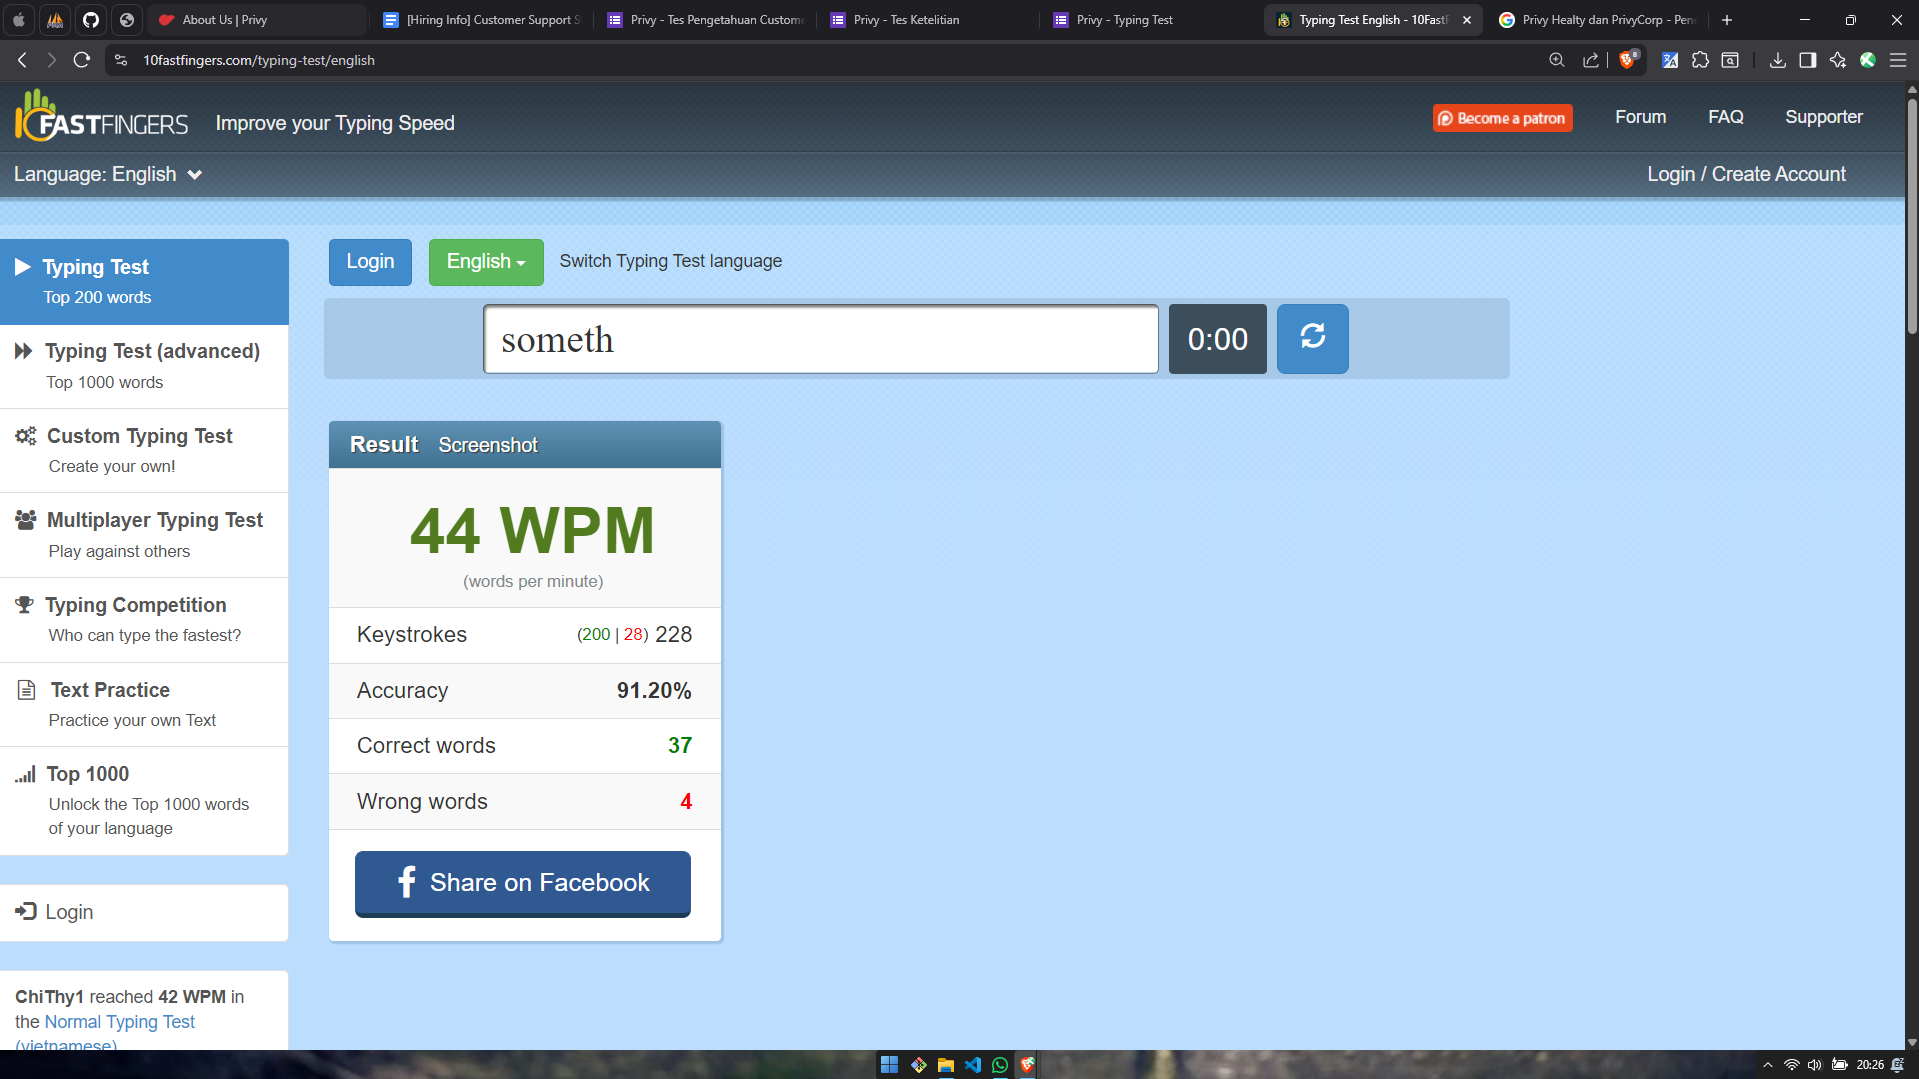 About Us | Privy
[Hiring Info] Customer Support S
Privy - Tes Pengetahuan Custome
Privy - Tes Ketelitian
Privy - Typing Test
Typing Test English - 10FastF
Privy Healty dan PrivyCorp - Pene
10fastfingers.com/typing-test/english
8
FASTFINGERS
Improve your Typing Speed
Become a patron
Forum
FAQ
Supporter
Language: English
Login / Create Account
Typing Test
Top 200 words
Typing Test (advanced)
Top 1000 words
Custom Typing Test
Create your own!
Multiplayer Typing Test
Play against others
Typing Competition
Who can type the fastest?
Text Practice
Practice your own Text
Top 1000
Unlock the Top 1000 words
of your language
Login
ChiThy1 reached 42 WPM in
the Normal Typing Test
(vietnamese)
Login
English
Switch Typing Test language
someth
0:00
Result
Screenshot
44 WPM
(words per minute)
Keystrokes (200 | 28) 228
Accuracy 91.20%
Correct words 37
Wrong words 4
Share on Facebook
20:26